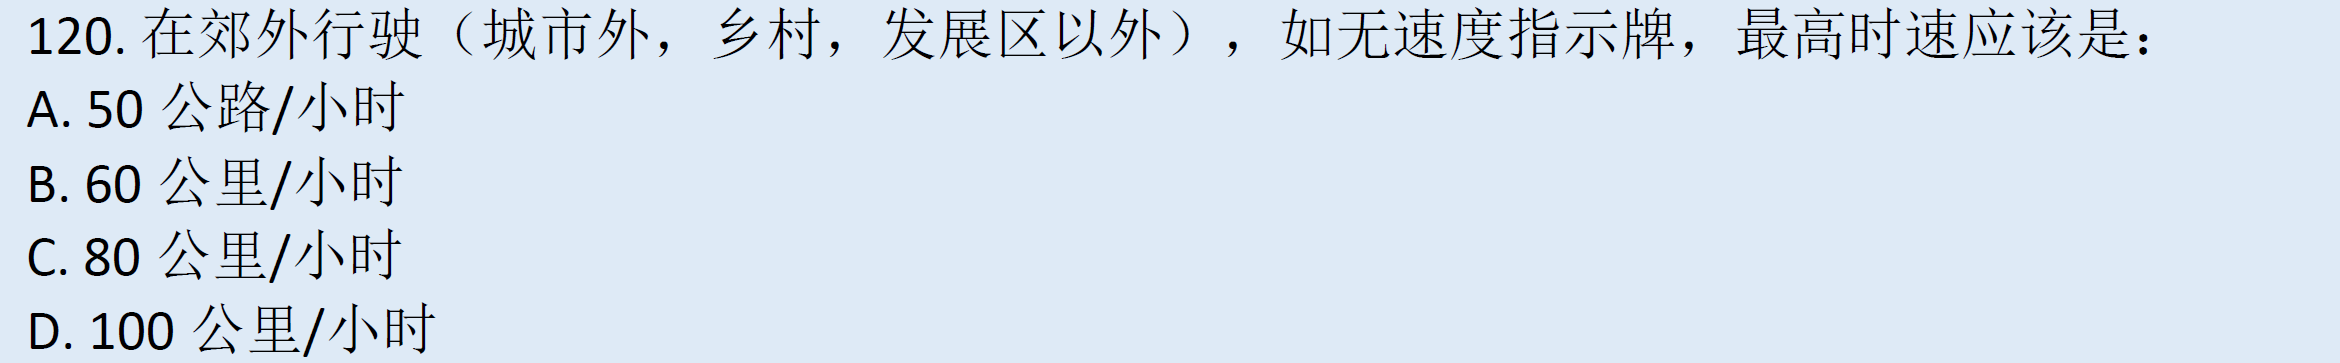 120. 在郊外行驶（城市外，乡村，发展区以外），如无速度指示牌，最高时速应该是：
A. 50 公路/小时
B. 60 公里/小时
C. 80 公里/小时
D. 100 公里/小时